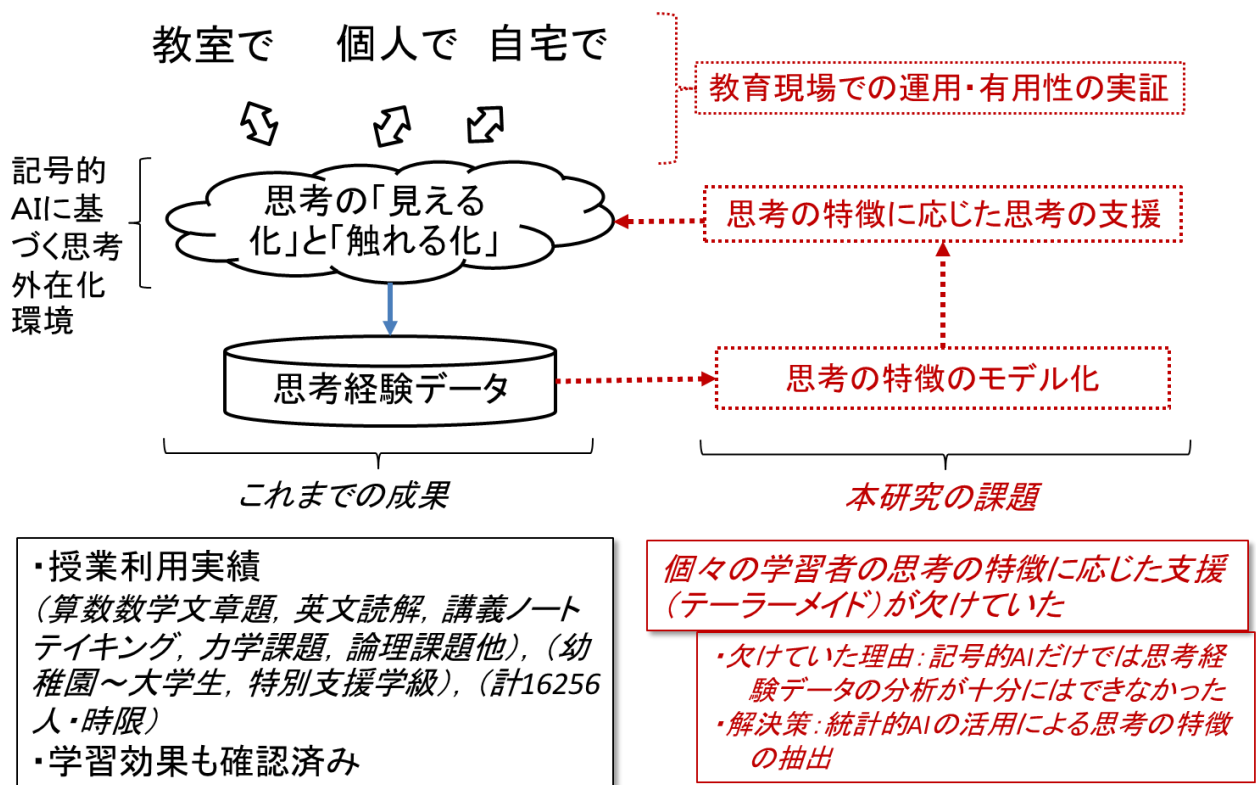 教室で 個人で 自宅で
教育現場での運用・有用性の実証
記号的
AIに基
づく思考
外在化
環境
思考の「見える
化」と「触れる化」
思考の特徴に応じた思考の支援
思考経験データ
思考の特徴のモデル化
これまでの成果
本研究の課題
・授業利用実績
（算数数学文章題，英文読解，講義ノート
テイキング，力学課題，論理課題他），（幼
稚園～大学生，特別支援学級），（計16256
人・時限）
・学習効果も確認済み
個々の学習者の思考の特徴に応じた支援
（テーラーメイド）が欠けていた
・欠けていた理由：記号的AIだけでは思考経
験データの分析が十分にはできなかった
・解決策：統計的AIの活用による思考の特徴
の抽出